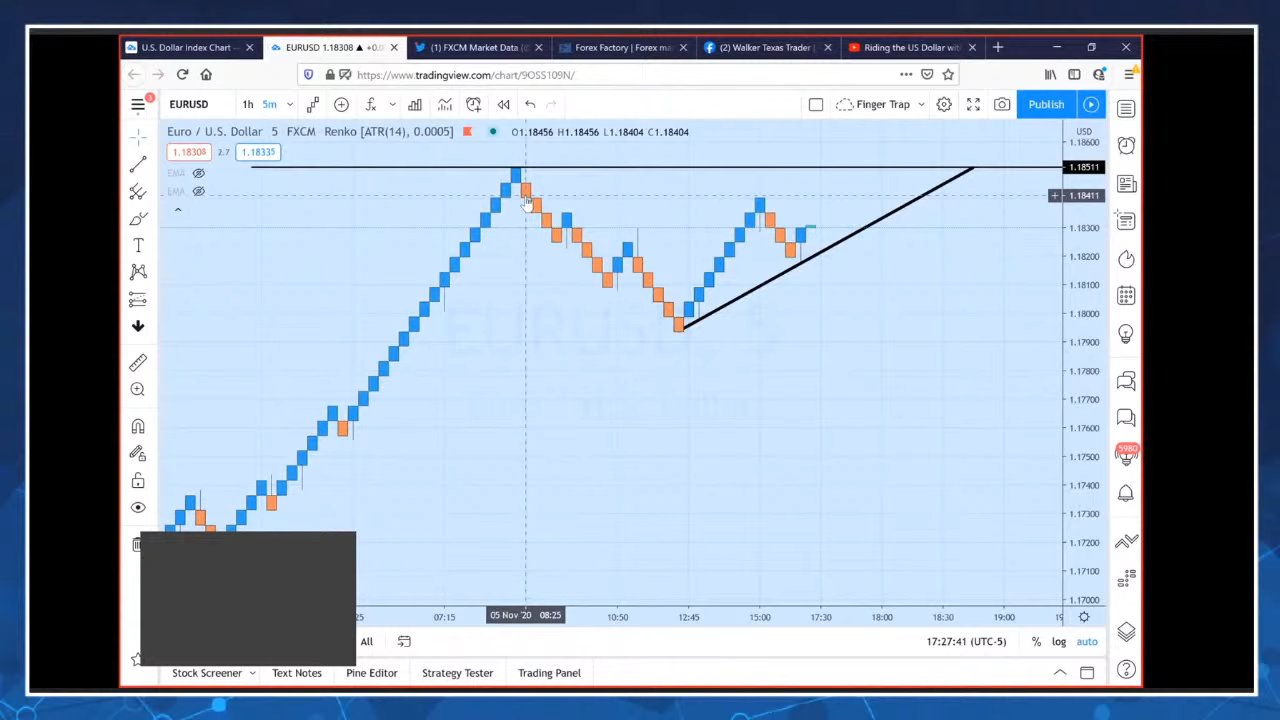 U.S. Dollar Index Chart
EURUSD 1.18308 ▲ +0.0
(1) FXCM Market Data (
Forex Factory | Forex ma
(2) Walker Texas Trader |
Riding the US Dollar wit
https://www.tradingview.com/chart/9OSS109N/
3
EURUSD
1h 5m
Finger Trap
Publish
Euro / U.S. Dollar 5 FXCM Renko [ATR(14), 0.0005]
O1.18456 H1.18456 L1.18404 C1.18404
USD
1.18308 2.7 1.18335
EMA
EMA
1.18600
1.18511
1.18411
1.18300
1.18200
1.18100
1.18000
1.17900
1.17800
1.17700
1.17600
1.17500
1.17400
1.17300
1.17200
1.17100
1.17000
5980
:25
07:15
05 Nov '20 08:25
10:50
12:45
15:00
17:30
18:00
18:30
19:00
19
All
17:27:41 (UTC-5)
% log auto
Stock Screener
Text Notes
Pine Editor
Strategy Tester
Trading Panel